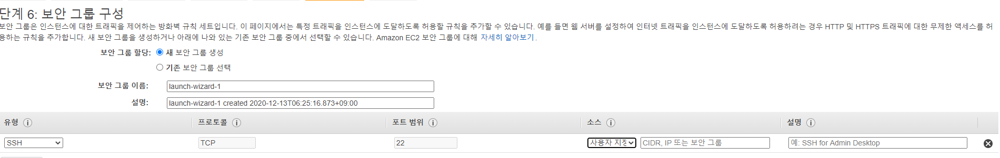 단계 6: 보안 그룹 구성
보안 그룹은 인스턴스에 대한 트래픽을 제어하는 방화벽 규칙 세트입니다. 이 페이지에서는 특정 트래픽을 인스턴스에 도달하도록 허용할 규칙을 추가할 수 있습니다. 예를 들면 웹 서버를 설정하여 인터넷 트래픽을 인스턴스에 도달하도록 허용하려는 경우 HTTP 및 HTTPS 트래픽에 대한 무제한 액세스를 허
용하는 규칙을 추가합니다. 새 보안 그룹을 생성하거나 아래에 나와 있는 기존 보안 그룹 중에서 선택할 수 있습니다. Amazon EC2 보안 그룹에 대해 자세히 알아보기.
보안 그룹 할당: 새 보안 그룹 생성
기존 보안 그룹 선택
보안 그룹 이름: launch-wizard-1
설명: launch-wizard-1 created 2020-12-13T06:25:16.873+09:00
유형 프로토콜 포트 범위 소스 설명
SSH TCP 22 사용자 지정 CIDR, IP 또는 보안 그룹 예: SSH for Admin Desktop